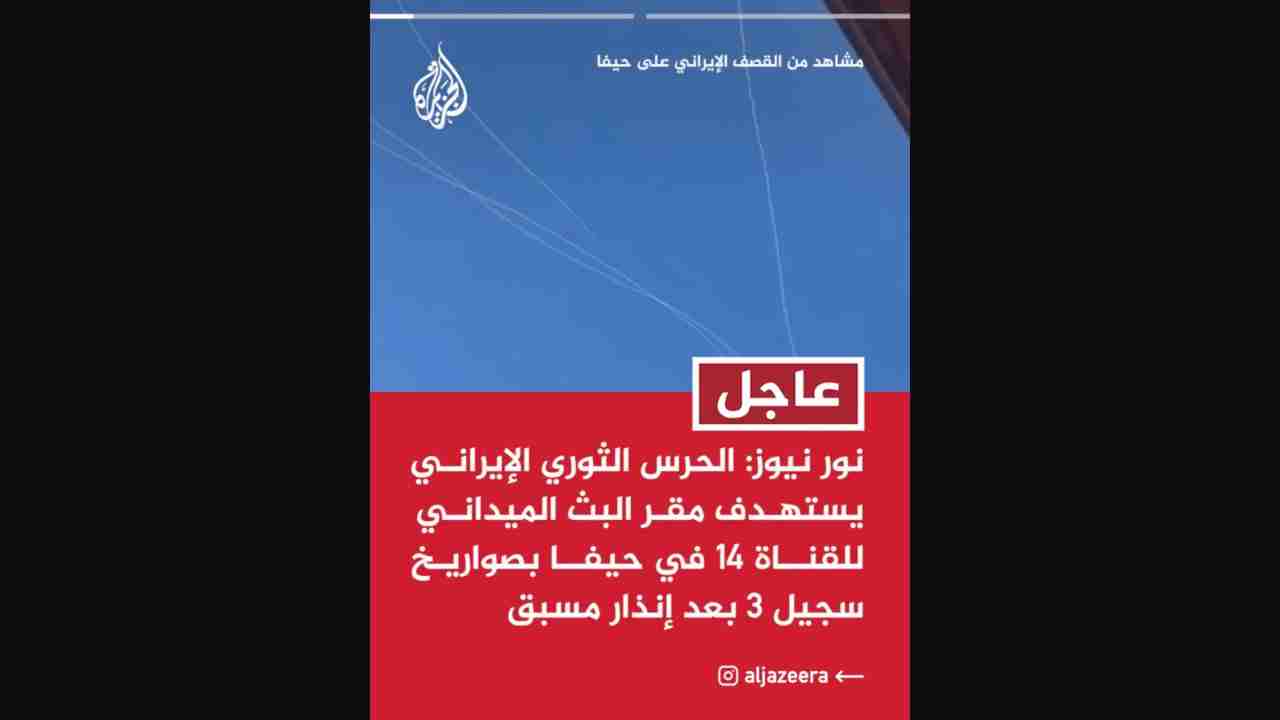 مشاهد من القصف الإيراني على حيفا
الجزيرة
عاجل
نور نيوز: الحرس الثوري الإيراني
يستهدف مقر البث الميداني
للقناة 14 في حيفا بصواريخ
سجيل 3 بعد إنذار مسبق
aljazeera